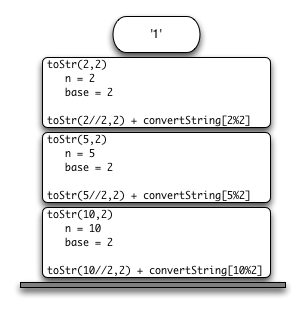 '1'
toStr(2,2)
n = 2
base = 2
toStr(2//2,2) + convertString[2%2]
toStr(5,2)
n = 5
base = 2
toStr(5//2,2) + convertString[5%2]
toStr(10,2)
n = 10
base = 2
toStr(10//2,2) + convertString[10%2]